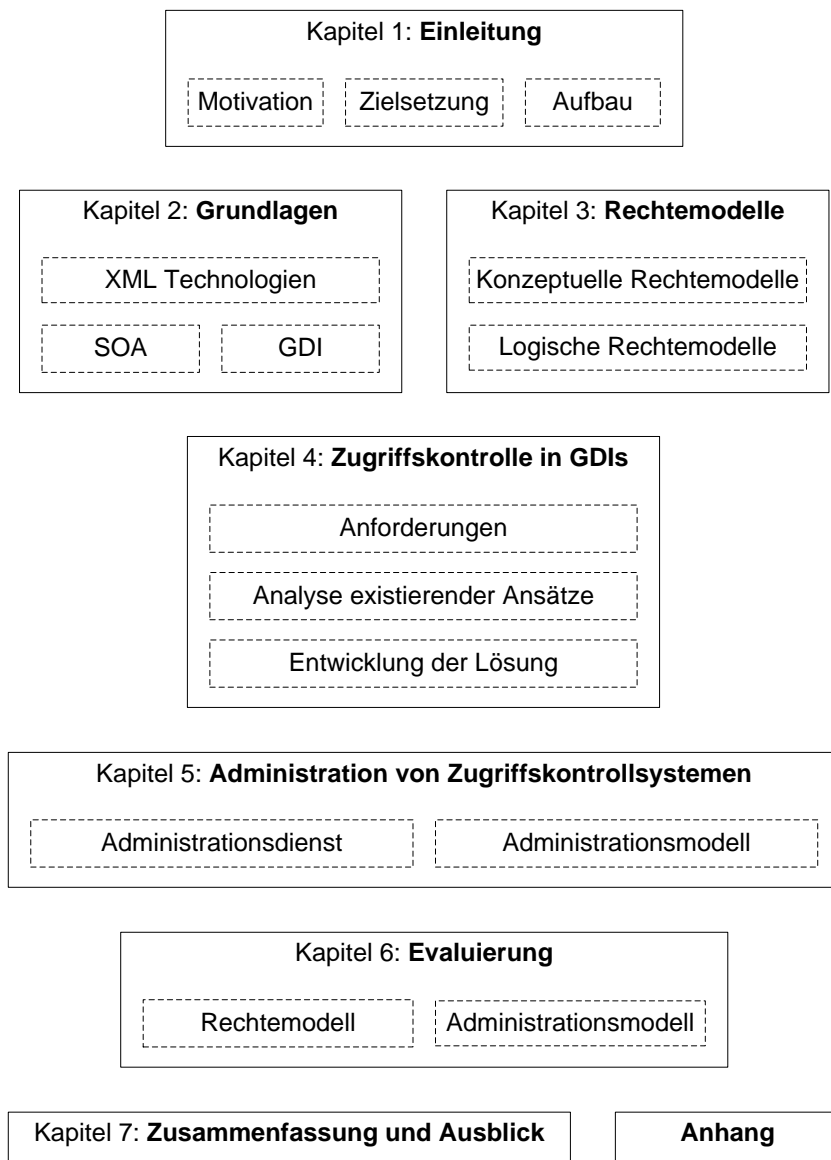 Kapitel 1: Einleitung
Motivation
Zielsetzung
Aufbau
Kapitel 2: Grundlagen
XML Technologien
SOA
GDI
Kapitel 3: Rechtemodelle
Konzeptuelle Rechtemodelle
Logische Rechtemodelle
Kapitel 4: Zugriffskontrolle in GDIs
Anforderungen
Analyse existierender Ansätze
Entwicklung der Lösung
Kapitel 5: Administration von Zugriffskontrollsystemen
Administrationsdienst
Administrationsmodell
Kapitel 6: Evaluierung
Rechtemodell
Administrationsmodell
Kapitel 7: Zusammenfassung und Ausblick
Anhang